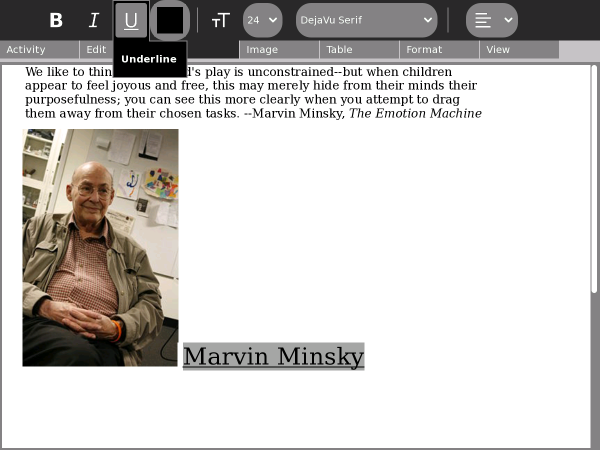 B I U 24 DejaVu Serif
Activity Edit Image Table Format View
Underline
We like to thin d's play is unconstrained--but when children
appear to feel joyous and free, this may merely hide from their minds their
purposefulness; you can see this more clearly when you attempt to drag
them away from their chosen tasks. --Marvin Minsky, The Emotion Machine
Marvin Minsky